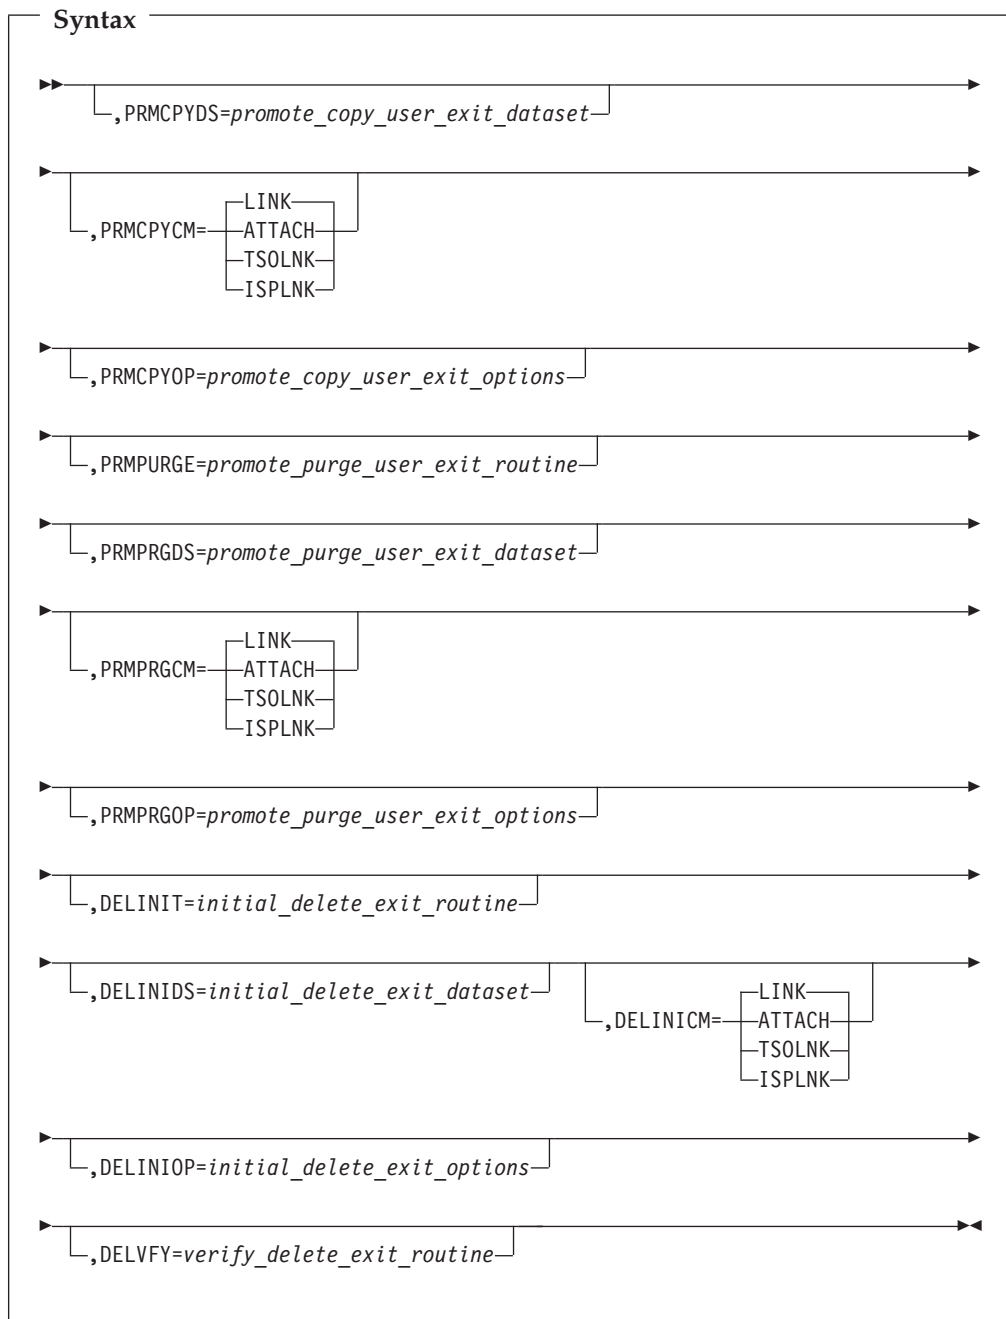 Syntax
,PRMCPYDS=promote_copy_user_exit_dataset
LINK
,PRMCPYCM= ATTACH
TSOLNK
ISPLNK
,PRMCPYOP=promote_copy_user_exit_options
,PRMPURGE=promote_purge_user_exit_routine
,PRMPRGDS=promote_purge_user_exit_dataset
LINK
,PRMPRGCM= ATTACH
TSOLNK
ISPLNK
,PRMPRGOP=promote_purge_user_exit_options
,DELINIT=initial_delete_exit_routine
,DELINIDS=initial_delete_exit_dataset
LINK
,DELINICM= ATTACH
TSOLNK
ISPLNK
,DELINIOP=initial_delete_exit_options
,DELVFY=verify_delete_exit_routine